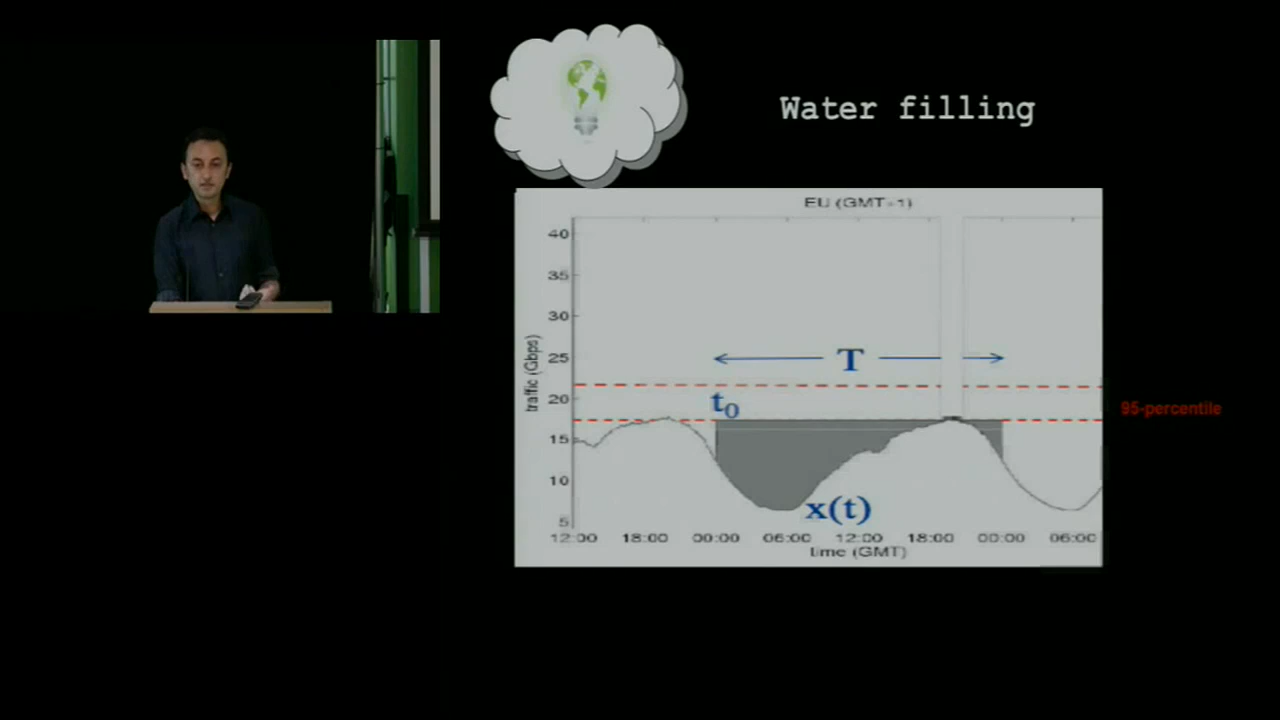 Water filling
EU (GMT+1)
40
35
30
25
20
15
10
5
traffic (Gbps)
T
t0
x(t)
95-percentile
12:00 18:00 00:00 06:00 12:00 18:00 00:00 06:00
time (GMT)